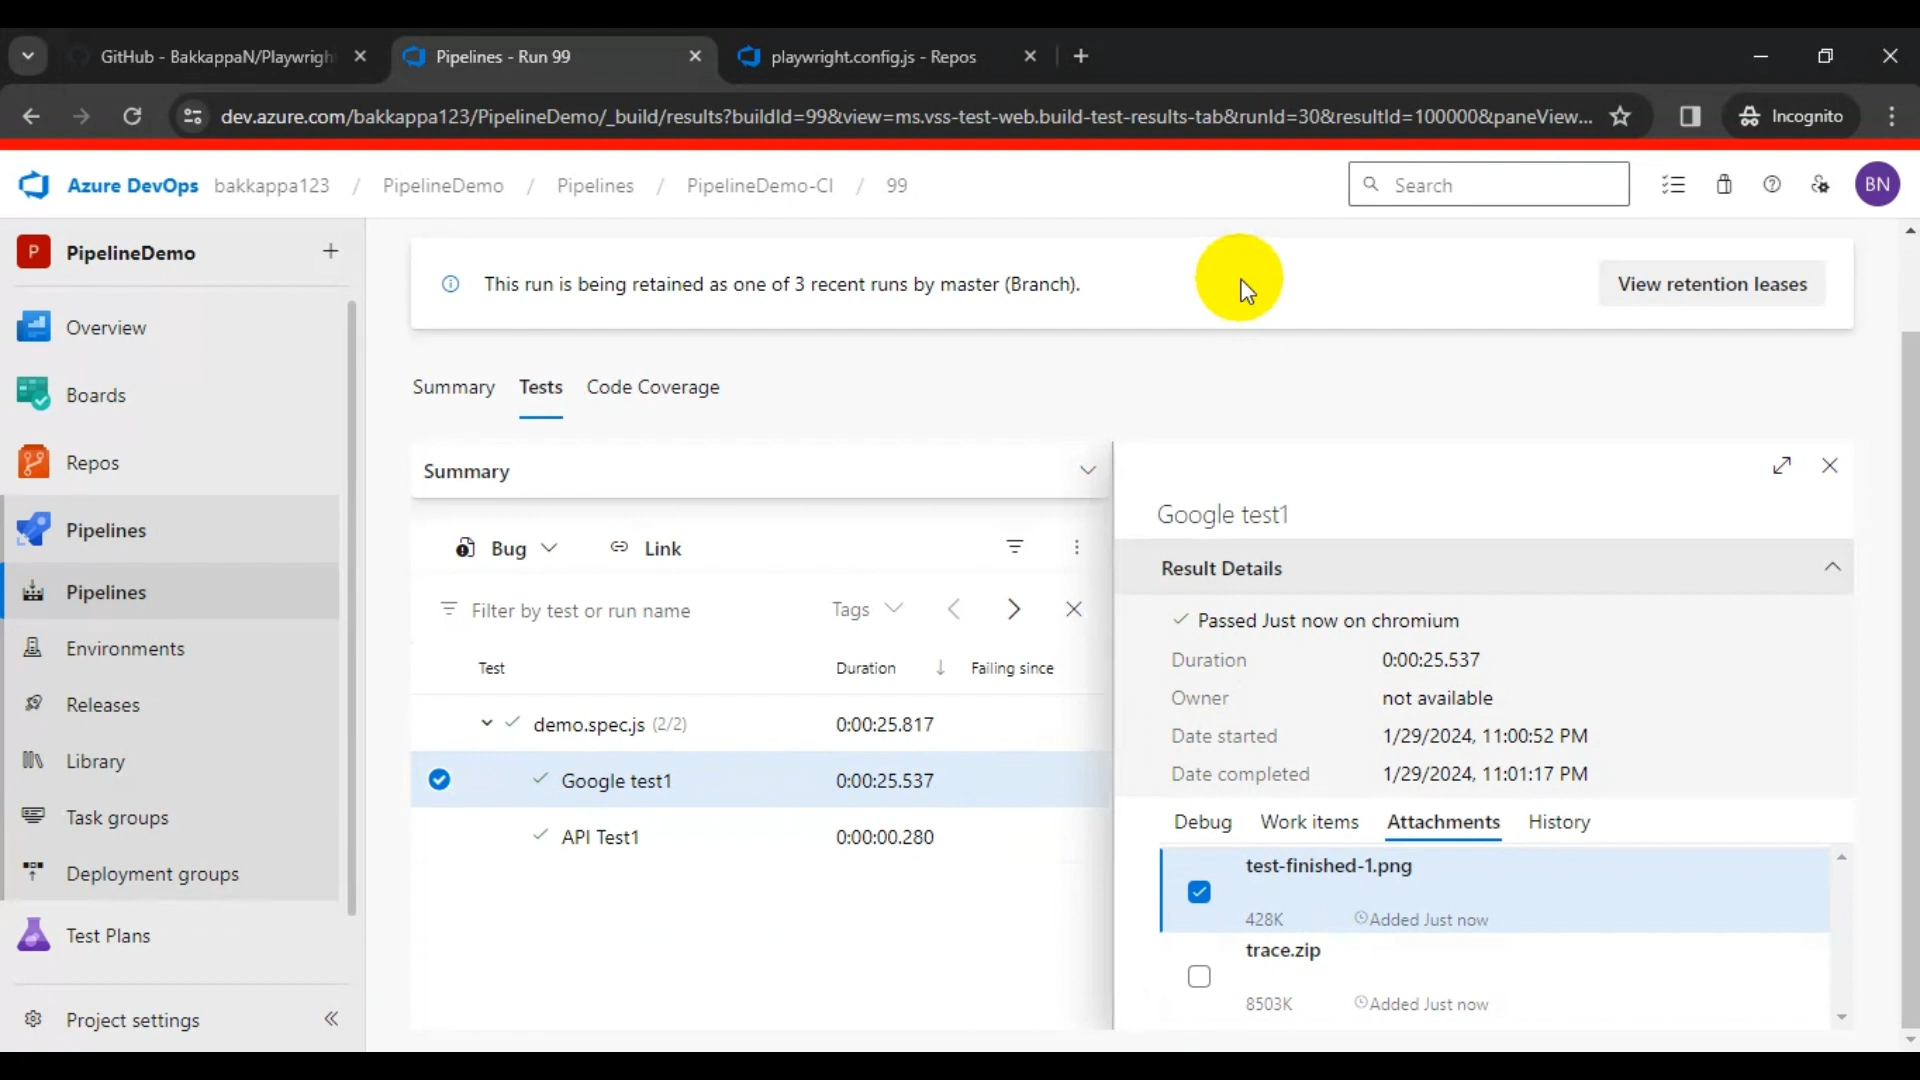 GitHub - BakkappaN/Playwrigh
Pipelines - Run 99
playwright.config.js - Repos
dev.azure.com/bakkappa123/PipelineDemo/_build/results?buildId=99&view=ms.vss-test-web.build-test-results-tab&runId=30&resultId=100000&paneView...
Incognito
Azure DevOps bakkappa123 / PipelineDemo / Pipelines / PipelineDemo-CI / 99
Search
BN
P PipelineDemo
Overview
Boards
Repos
Pipelines
Pipelines
Environments
Releases
Library
Task groups
Deployment groups
Test Plans
Project settings
This run is being retained as one of 3 recent runs by master (Branch).
View retention leases
Summary Tests Code Coverage
Summary
Bug Link
Filter by test or run name Tags
Test Duration Failing since
demo.spec.js (2/2) 0:00:25.817
Google test1 0:00:25.537
API Test1 0:00:00.280
Google test1
Result Details
Passed Just now on chromium
Duration 0:00:25.537
Owner not available
Date started 1/29/2024, 11:00:52 PM
Date completed 1/29/2024, 11:01:17 PM
Debug Work items Attachments History
test-finished-1.png
428K Added Just now
trace.zip
8503K Added Just now